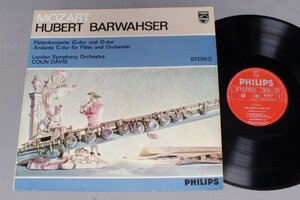 MOZART
HUBERT BARWAHSER
Flötenkonzerte G-dur und D-dur
Andante C-dur für Flöte und Orchester
London Symphony Orchestra
COLIN DAVIS
STEREO
PHILIPS
PHILIPS
PHILIPS
STEREO